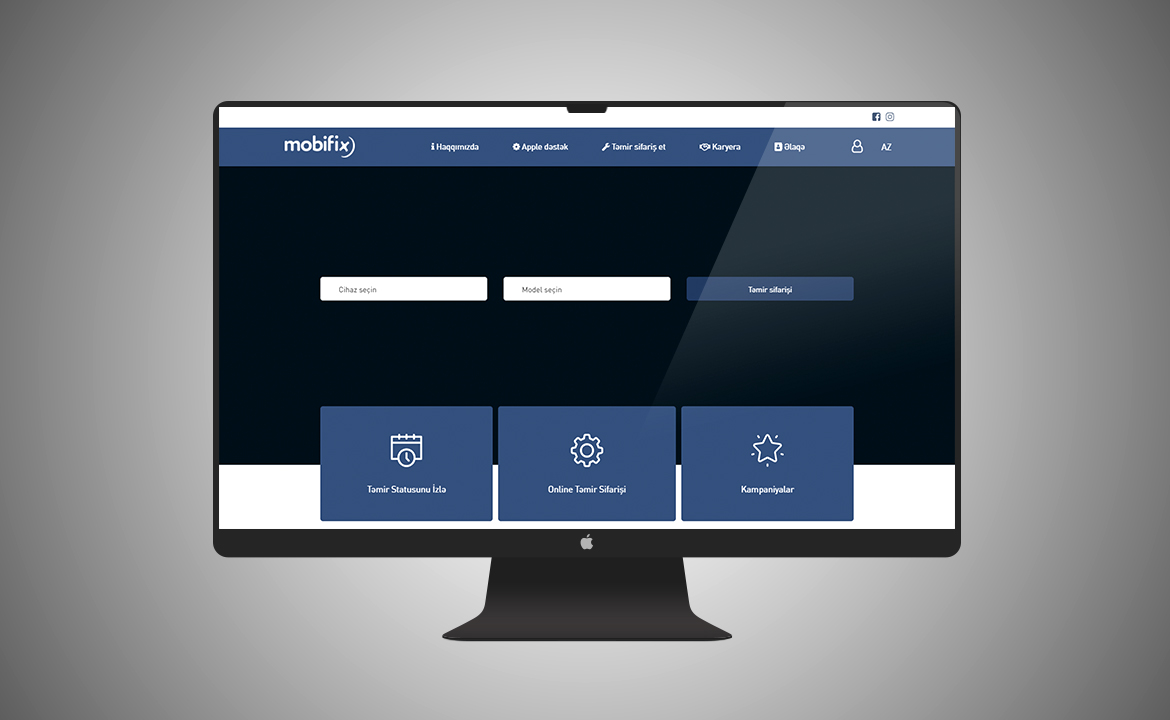 mobifix
Haqqımızda
Apple dəstək
Təmir sifariş et
Karyera
Əlaqə
AZ
Cihaz seçin
Model seçin
Təmir sifarişi
Təmir Statusunu İzlə
Online Təmir Sifarişi
Kampaniyalar